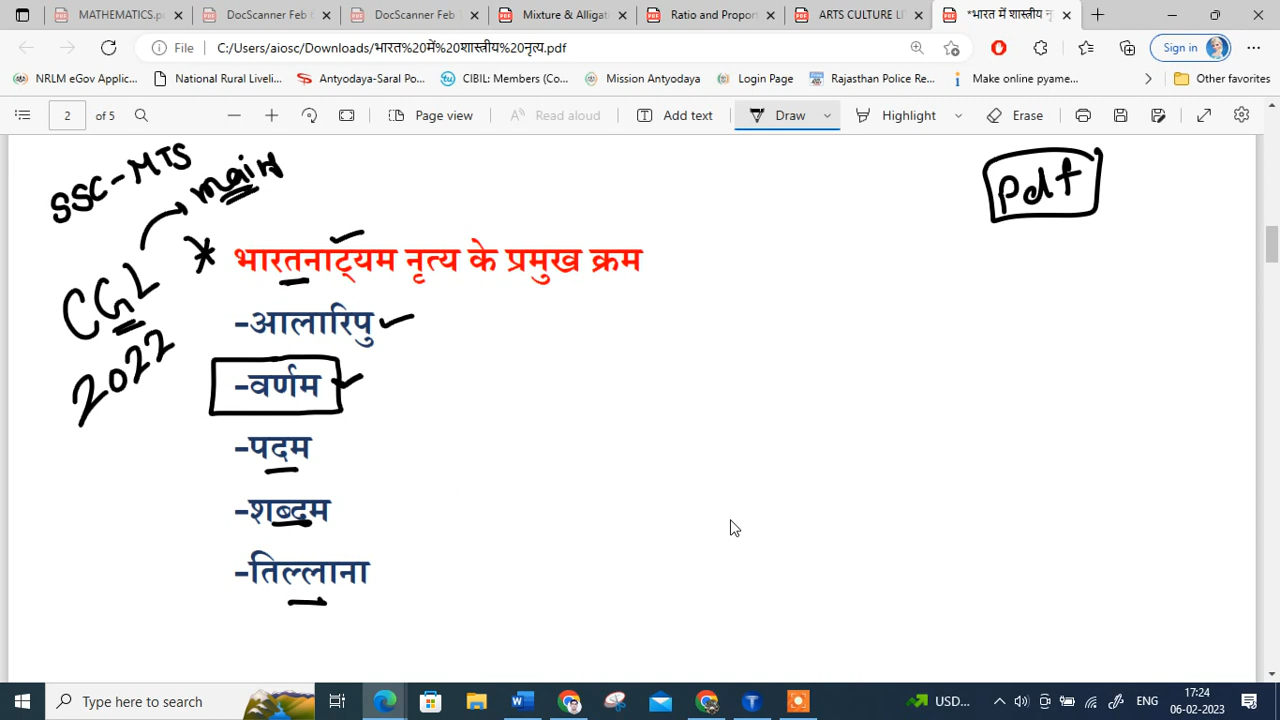 MATHEMATICS.p
DocScanner Feb 6
DocScanner Feb 1
Mixture & Alligati
Ratio and Propor
ARTS CULTURE LO
*भारत में शास्त्रीय नृ
File C:/Users/aiosc/Downloads/भारत%20में%20शास्त्रीय%20नृत्य.pdf
Sign in
NRLM eGov Applic...
National Rural Liveli...
Antyodaya-Saral Po...
CIBIL: Members (Co...
Mission Antyodaya
Login Page
Rajasthan Police Re...
Make online pyame...
Other favorites
2 of 5
Page view
Read aloud
Add text
Draw
Highlight
Erase
SSC-MTS
mains
pdf
CGL
2022
भारतनाट्यम नृत्य के प्रमुख क्रम
-आलारिपु
-वर्णम
-पदम
-शब्दम
-तिल्लाना
Type here to search
USD...
ENG
17:24
06-02-2023